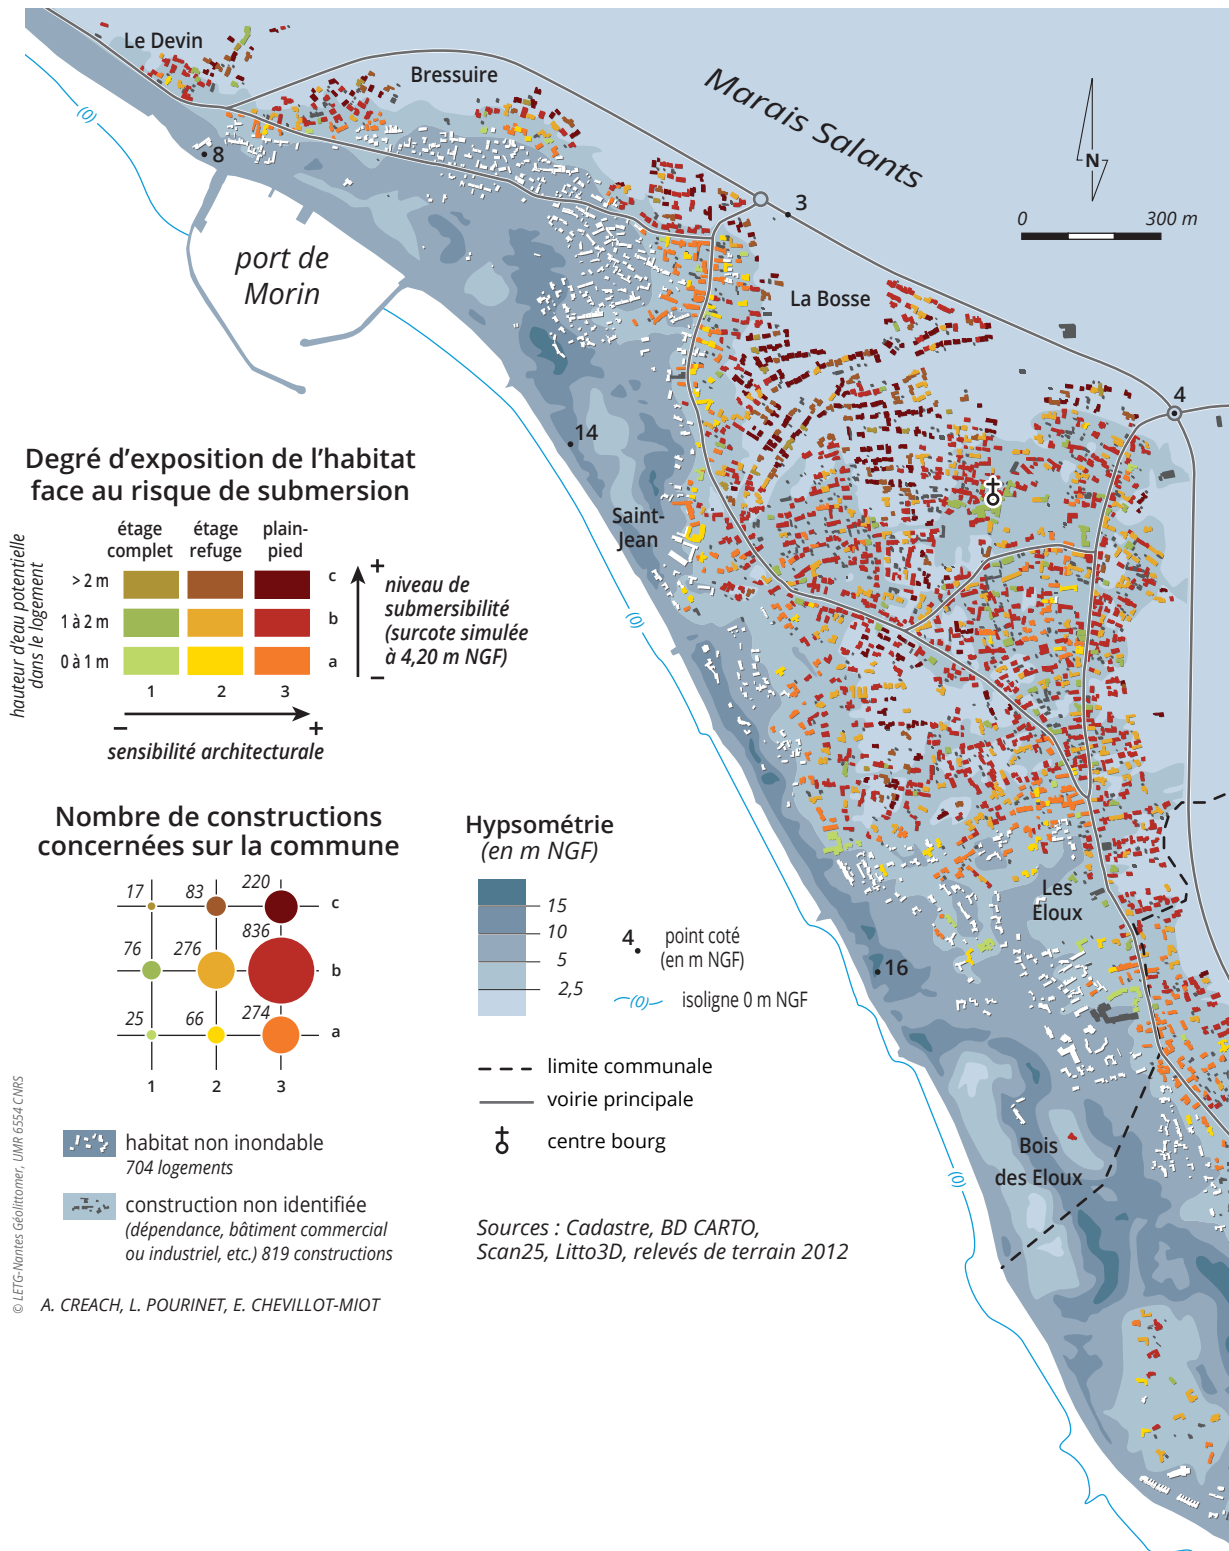 Le Devin
Bressuire
Marais Salants
(0)
8
3
N
0 300 m
port de
Morin
La Bosse
4
14
Degré d'exposition de l'habitat
face au risque de submersion
étage
complet
étage
refuge
plain-
pied
hauteur d'eau potentielle
dans le logement
> 2 m
1 à 2 m
0 à 1 m
c
b
a
1 2 3
+
niveau de
submersibilité
(surcote simulée
à 4,20 m NGF)
–
– +
sensibilité architecturale
Saint-
Jean
(0)
Nombre de constructions
concernées sur la commune
17 83 220 c
76 276 836 b
25 66 274 a
1 2 3
Hypsométrie
(en m NGF)
15
10
5
2,5
4 point coté
(en m NGF)
(0) isoligne 0 m NGF
limite communale
voirie principale
centre bourg
Les
Eloux
16
Bois
des Eloux
(0)
habitat non inondable
704 logements
construction non identifiée
(dépendance, bâtiment commercial
ou industriel, etc.) 819 constructions
Sources : Cadastre, BD CARTO,
Scan25, Litto3D, relevés de terrain 2012
A. CREACH, L. POURINET, E. CHEVILLOT-MIOT
© LETG-Nantes Géolittomer, UMR 6554 CNRS